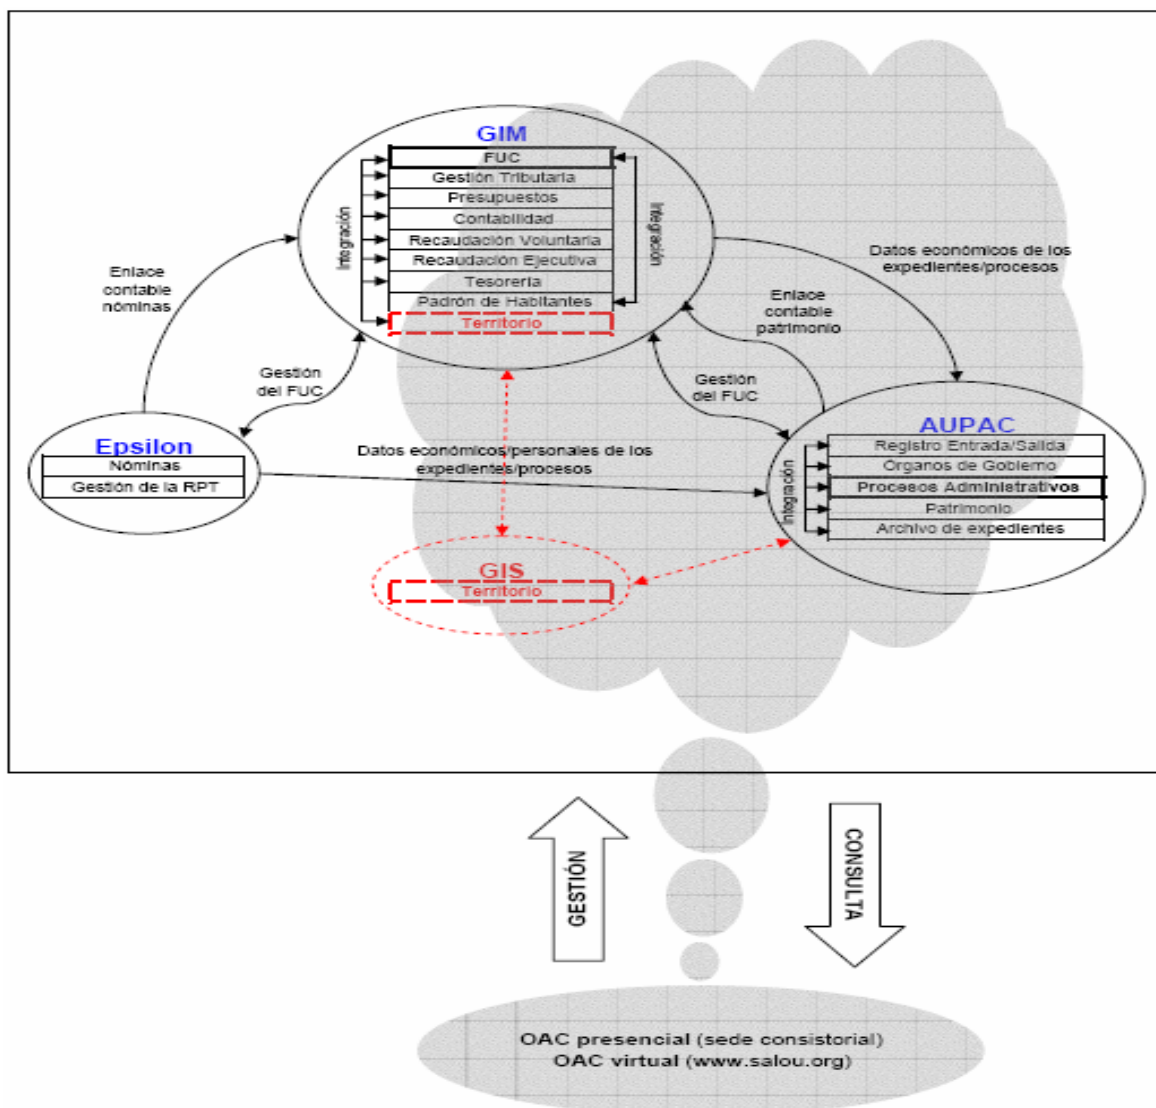 GIM
FUC
Gestión Tributaria
Presupuestos
Contabilidad
Recaudación Voluntaria
Recaudación Ejecutiva
Tesorería
Padrón de Habitantes
Territorio
Integración
Integración
Enlace
contable
nóminas
Gestión
del FUC
Datos económicos de los
expedientes/procesos
Enlace
contable
patrimonio
Gestión
del FUC
Epsilon
Nóminas
Gestión de la RPT
Datos económicos/personales de los
expedientes/procesos
AUPAC
Registro Entrada/Salida
Órganos de Gobierno
Procesos Administrativos
Patrimonio
Archivo de expedientes
Integración
GIS
Territorio
GESTIÓN
CONSULTA
OAC presencial (sede consistorial)
OAC virtual (www.salou.org)